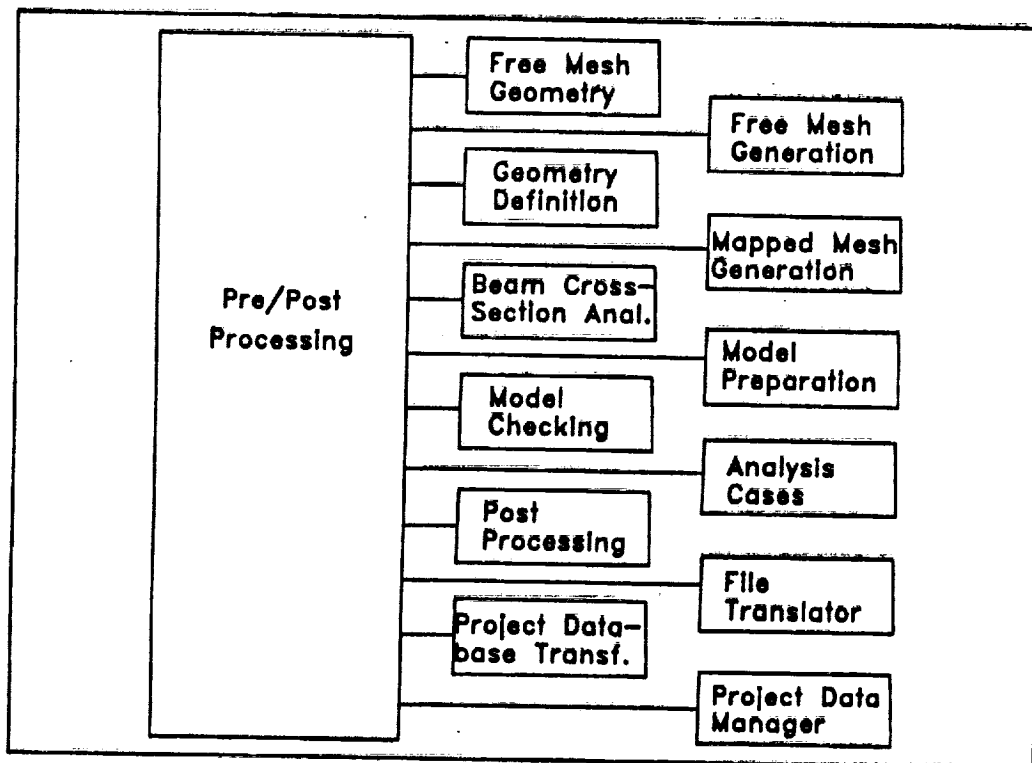 Pre/Post
Processing
Free Mesh
Geometry
Free Mesh
Generation
Geometry
Definition
Mapped Mesh
Generation
Beam Cross-
Section Anal.
Model
Preparation
Model
Checking
Analysis
Cases
Post
Processing
File
Translator
Project Data-
base Transf.
Project Data
Manager